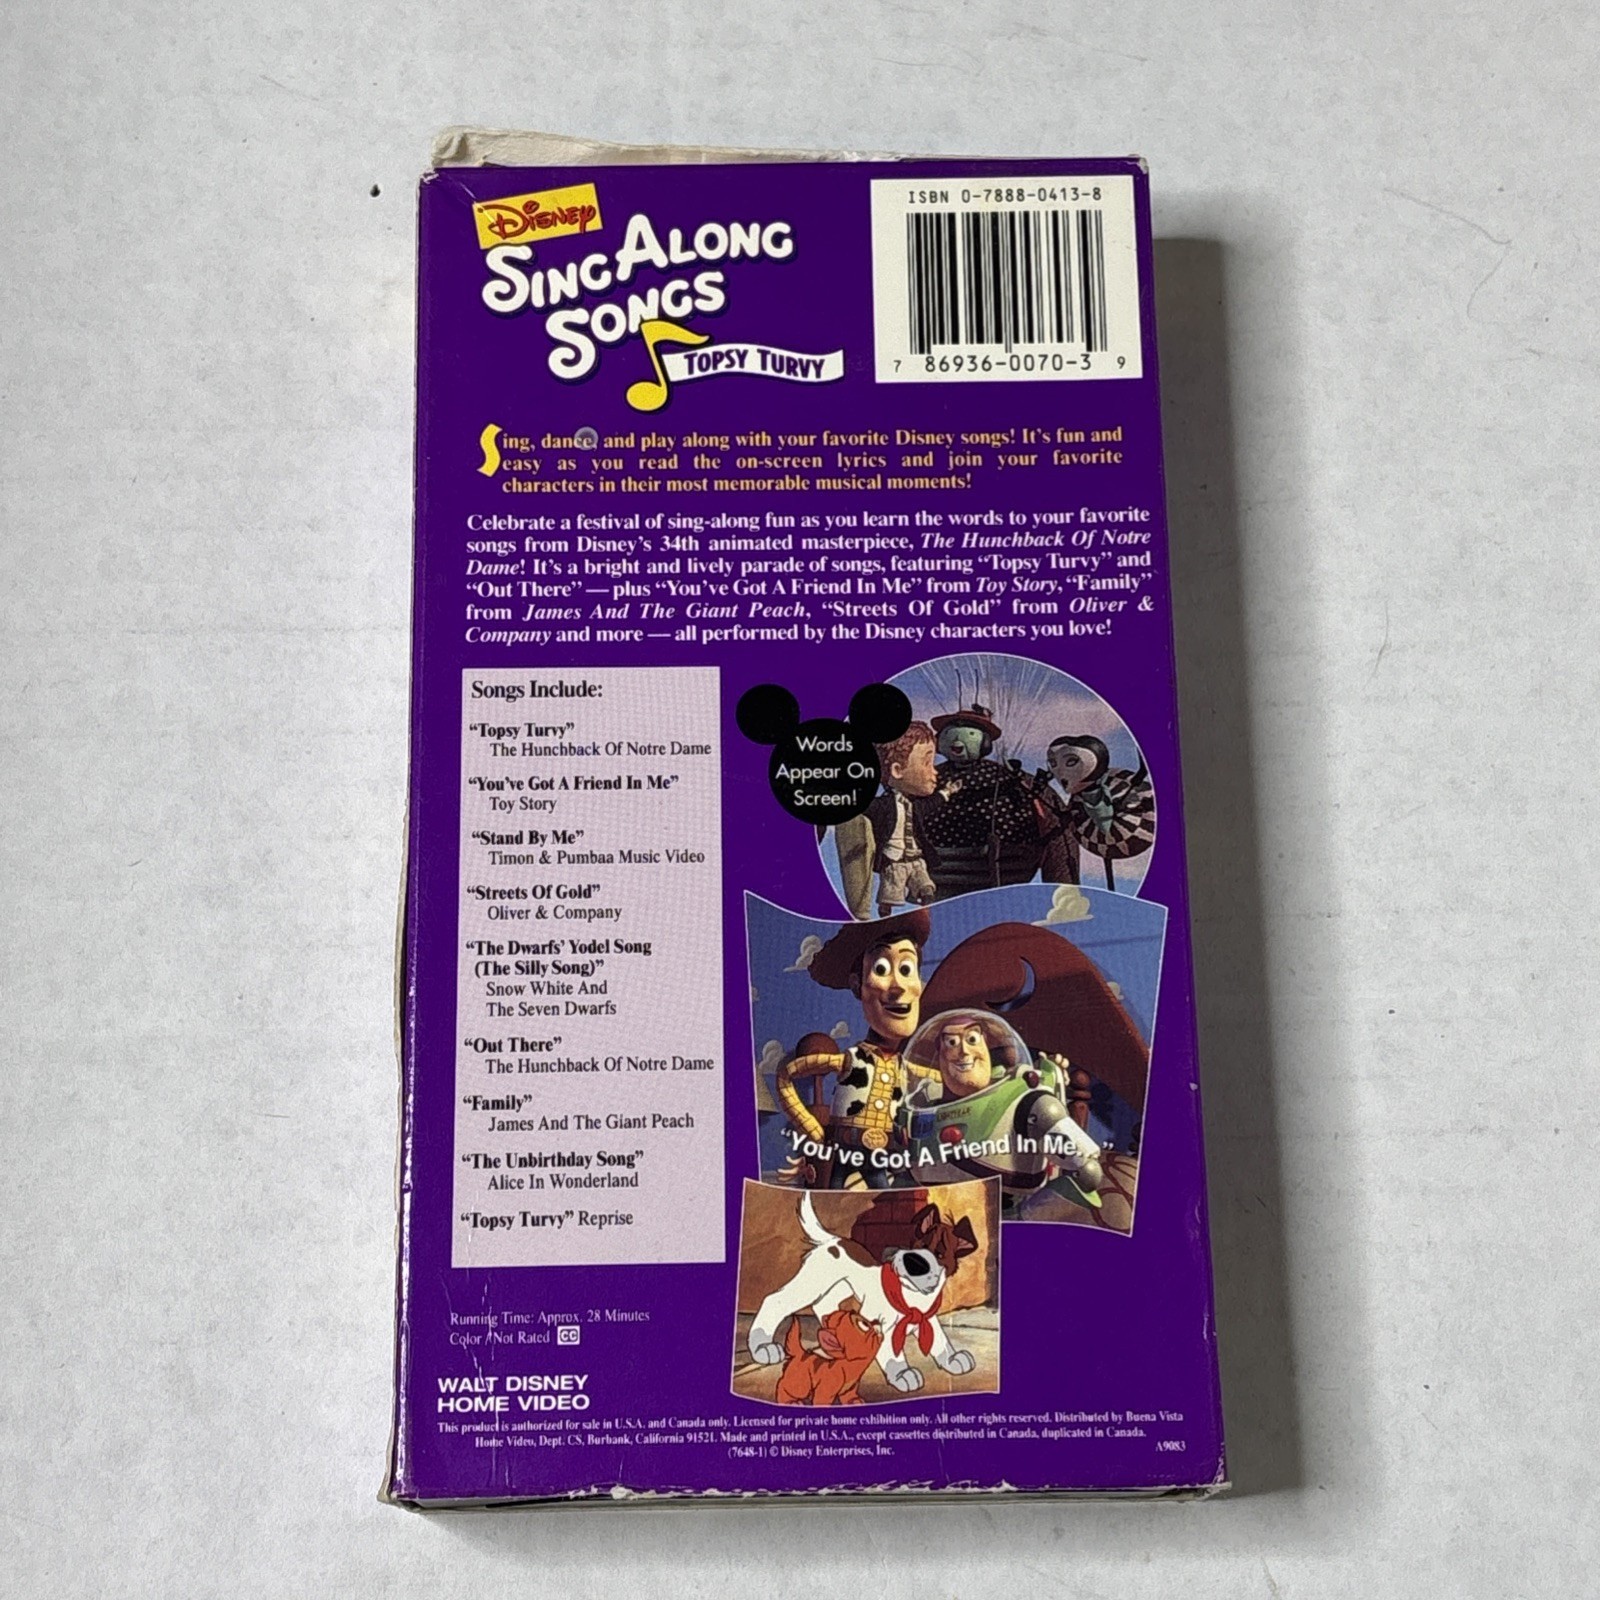 Disney
Sing Along
Songs
Topsy Turvy
ISBN 0-7888-0413-8
7 86936-0070-3 9
Sing, dance, and play along with your favorite Disney songs! It's fun and
easy as you read the on-screen lyrics and join your favorite
characters in their most memorable musical moments!
Celebrate a festival of sing-along fun as you learn the words to your favorite
songs from Disney's 34th animated masterpiece, The Hunchback Of Notre
Dame! It's a bright and lively parade of songs, featuring “Topsy Turvy” and
“Out There” — plus “You've Got A Friend In Me” from Toy Story, “Family”
from James And The Giant Peach, “Streets Of Gold” from Oliver &
Company and more — all performed by the Disney characters you love!
Songs Include:
“Topsy Turvy”
The Hunchback Of Notre Dame
“You've Got A Friend In Me”
Toy Story
“Stand By Me”
Timon & Pumbaa Music Video
“Streets Of Gold”
Oliver & Company
“The Dwarfs' Yodel Song
(The Silly Song)”
Snow White And
The Seven Dwarfs
“Out There”
The Hunchback Of Notre Dame
“Family”
James And The Giant Peach
“The Unbirthday Song”
Alice In Wonderland
“Topsy Turvy” Reprise
Words
Appear On
Screen!
“You've Got A Friend In Me...”
Running Time: Approx. 28 Minutes
Color / Not Rated CC
WALT DISNEY
HOME VIDEO
This product is authorized for sale in U.S.A. and Canada only. Licensed for private home exhibition only. All other rights reserved. Distributed by Buena Vista
Home Video, Dept. CS, Burbank, California 91521. Made and printed in U.S.A., except cassettes distributed in Canada, duplicated in Canada.
(7648-1) © Disney Enterprises, Inc.
A9083